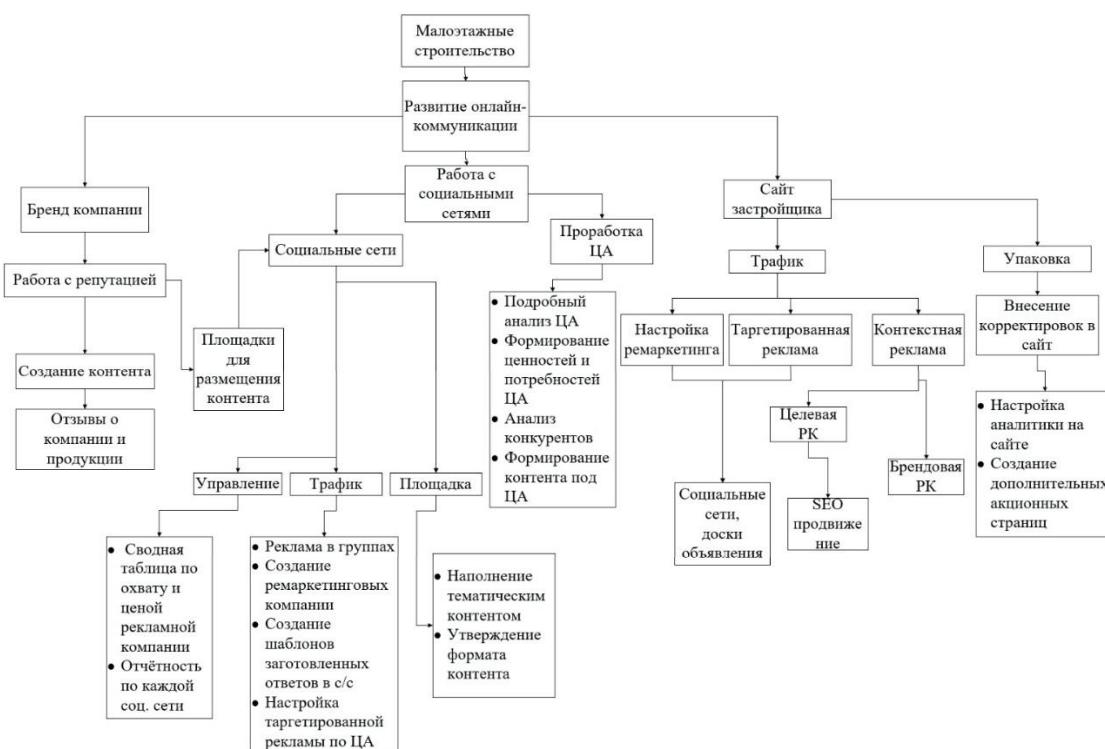 Малоэтажные
строительство
Развитие онлайн-
коммуникации
Бренд компании
Работа с
социальными
сетями
Сайт
застройщика
Работа с репутацией
Социальные сети
Проработка
ЦА
Трафик
Упаковка
Создание контента
Площадки
для
размещения
контента
● Подробный
анализ ЦА
● Формирование
ценностей и
потребностей
ЦА
● Анализ
конкурентов
● Формирование
контента под
ЦА
Настройка
ремаркетинга
Таргетированная
реклама
Контекстная
реклама
Внесение
корректировок в
сайт
Отзывы о
компании и
продукции
Целевая
РК
Брендовая
РК
● Настройка
аналитики на
сайте
● Создание
дополнительных
акционных
страниц
Управление
Трафик
Площадка
Социальные
сети,
доски
объявления
SEO
продвиже
ние
● Сводная
таблица по
охвату и
ценой
рекламной
компании
● Отчётность
по каждой
соц. сети
● Реклама в группах
● Создание
ремаркетинговых
компании
● Создание
шаблонов
заготовленных
ответов в с/с
● Настройка
таргетированной
рекламы по ЦА
● Наполнение
тематическим
контентом
● Утверждение
формата
контента